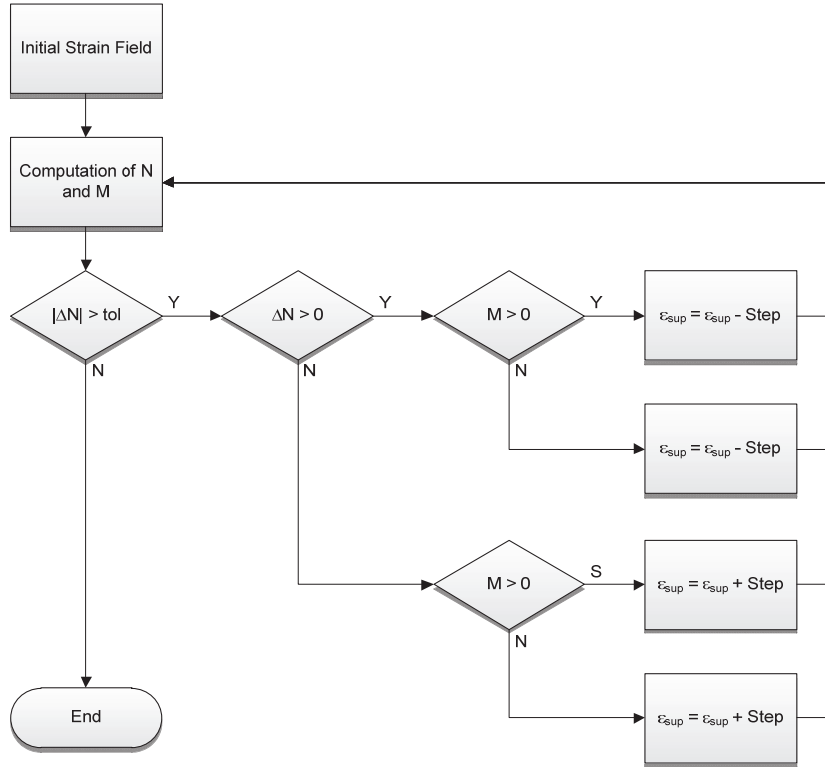 Initial Strain Field
Computation of N
and M
|ΔN| > tol
Y
ΔN > 0
Y
M > 0
Y
εsup = εsup - Step
N
N
N
εsup = εsup - Step
M > 0
S
εsup = εsup + Step
N
End
εsup = εsup + Step